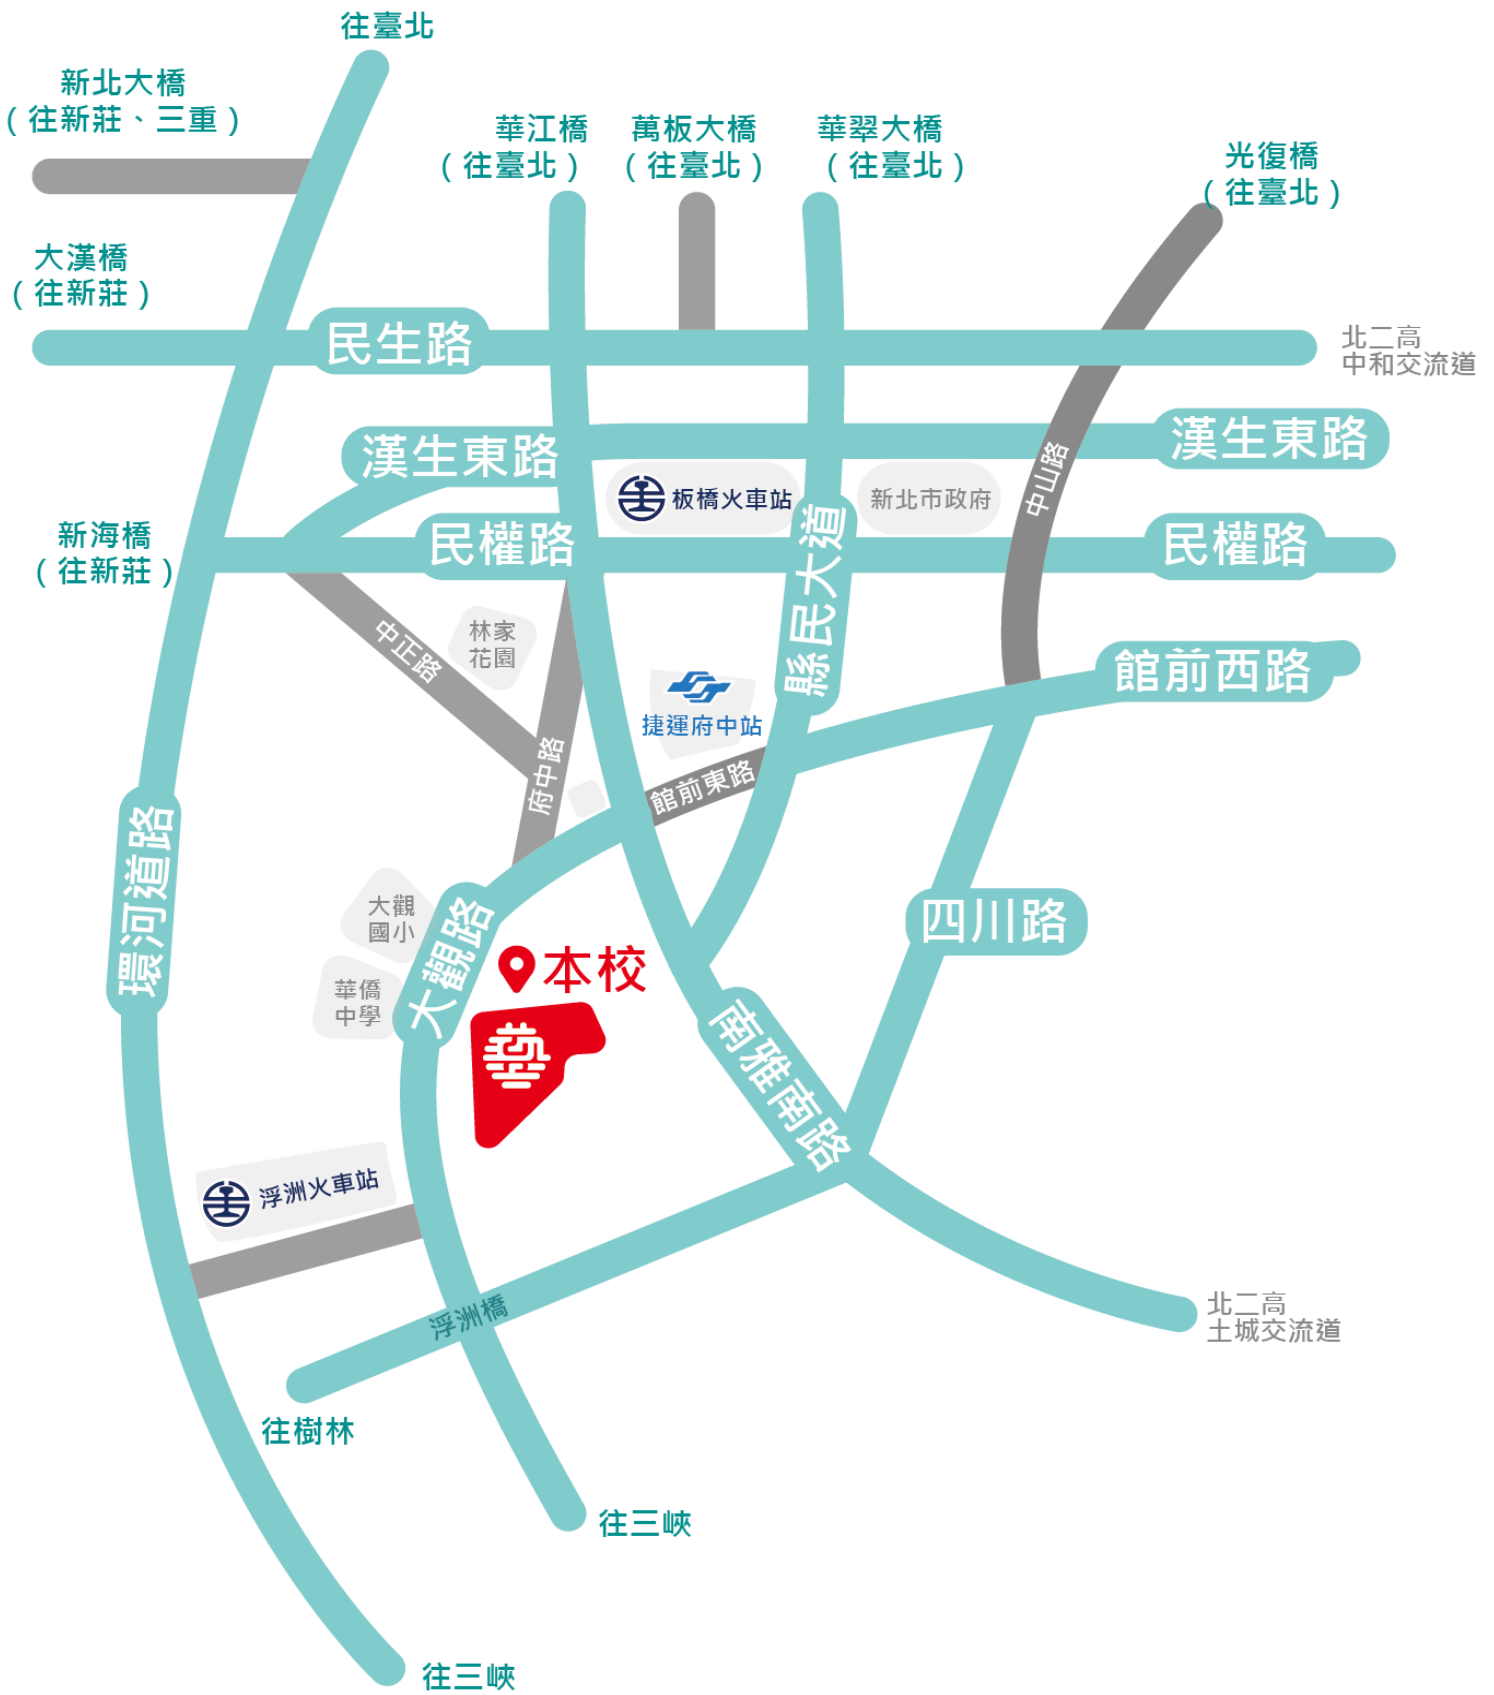 往臺北
新北大橋
(往新莊、三重)
華江橋
(往臺北)
萬板大橋
(往臺北)
華翠大橋
(往臺北)
光復橋
(往臺北)
大漢橋
(往新莊)
民生路
北二高
中和交流道
漢生東路
漢生東路
中山路
板橋火車站
新北市政府
新海橋
(往新莊)
民權路
民權路
縣民大道
中正路
林家
花園
館前西路
捷運府中站
府中路
館前東路
環河道路
大觀
國小
大觀路
四川路
本校
華僑
中學
藝
南雅南路
浮洲火車站
浮洲橋
北二高
土城交流道
往樹林
往三峽
往三峽